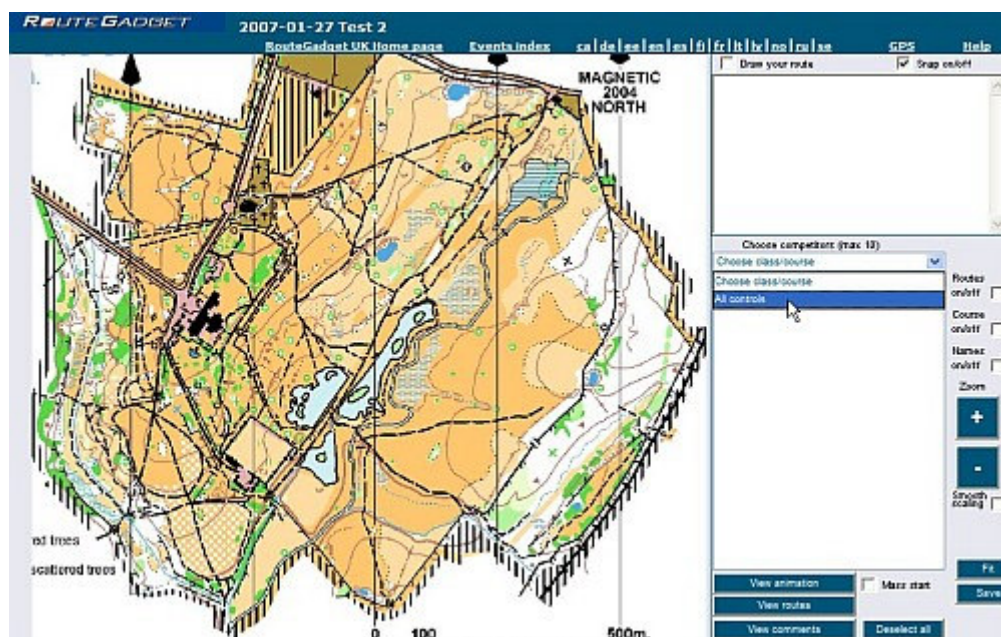 ROUTEGADGET
2007-01-27 Test 2
RouteGadget UK Home page Events index ca|de|ee|en|es|fi|fr|lt|lv|no|ru|se GPS Help
Draw your route Snap on/off
MAGNETIC
2004
NORTH
Choose competitors (max 10)
Choose class/course
Choose class/course
All controls
Routes
on/off
Course
on/off
Names
on/off
Zoom
+
-
Smooth
scaling
red trees
scattered trees
Fit
View animation Mass start
Save
View routes
View comments Deselect all
0 100 500m.